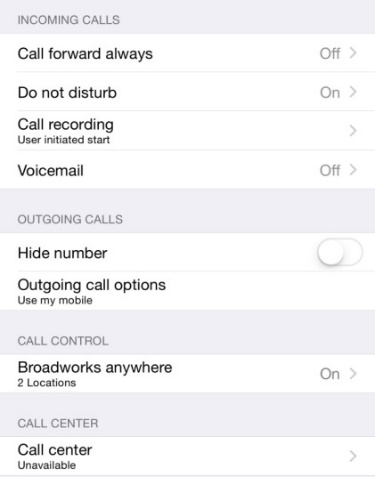 INCOMING CALLS
Call forward always Off
Do not disturb On
Call recording
User initiated start
Voicemail Off
OUTGOING CALLS
Hide number
Outgoing call options
Use my mobile
CALL CONTROL
Broadworks anywhere On
2 Locations
CALL CENTER
Call center
Unavailable